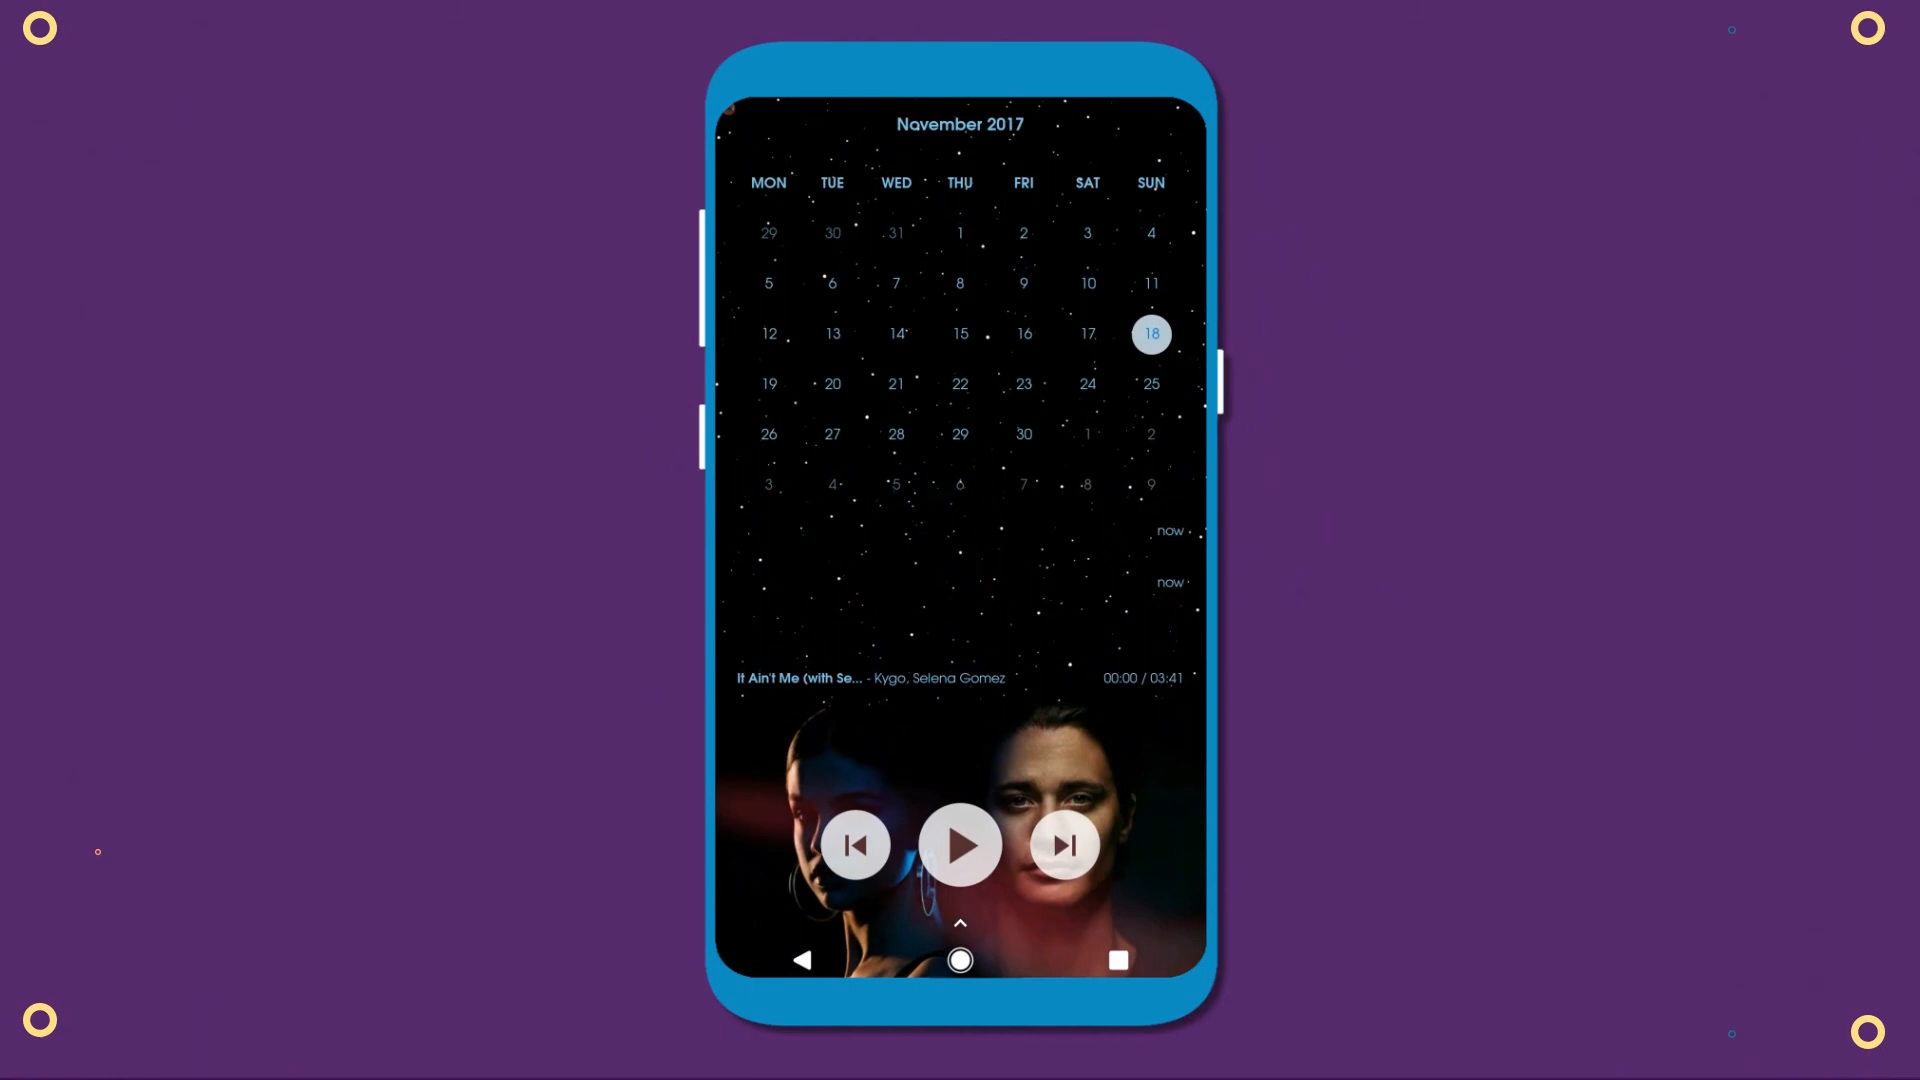 November 2017
MON TUE WED THU FRI SAT SUN
29 30 31 1 2 3 4
5 6 7 8 9 10 11
12 13 14 15 16 17 18
19 20 21 22 23 24 25
26 27 28 29 30 1 2
3 4 5 6 7 8 9
now
now
It Ain't Me (with Se... - Kygo, Selena Gomez 00:00 / 03:41